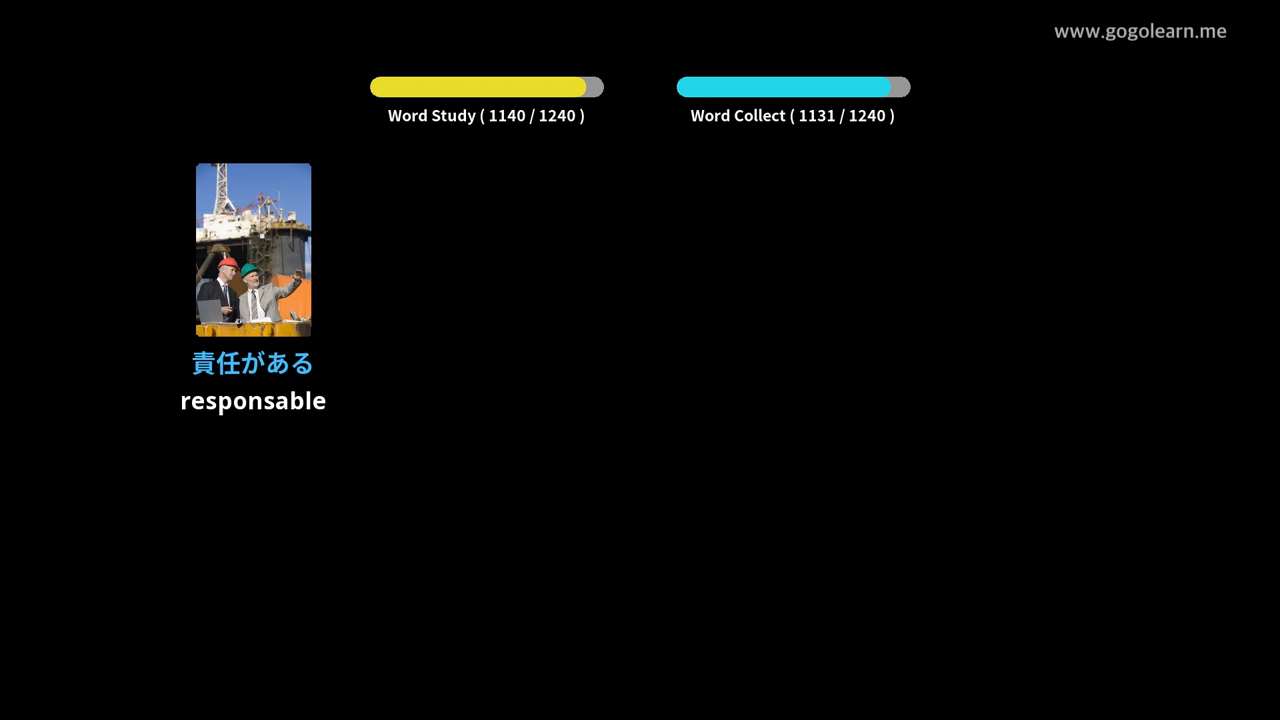 www.gogolearn.me
Word Study ( 1140 / 1240 )
Word Collect ( 1131 / 1240 )
責任がある
responsable